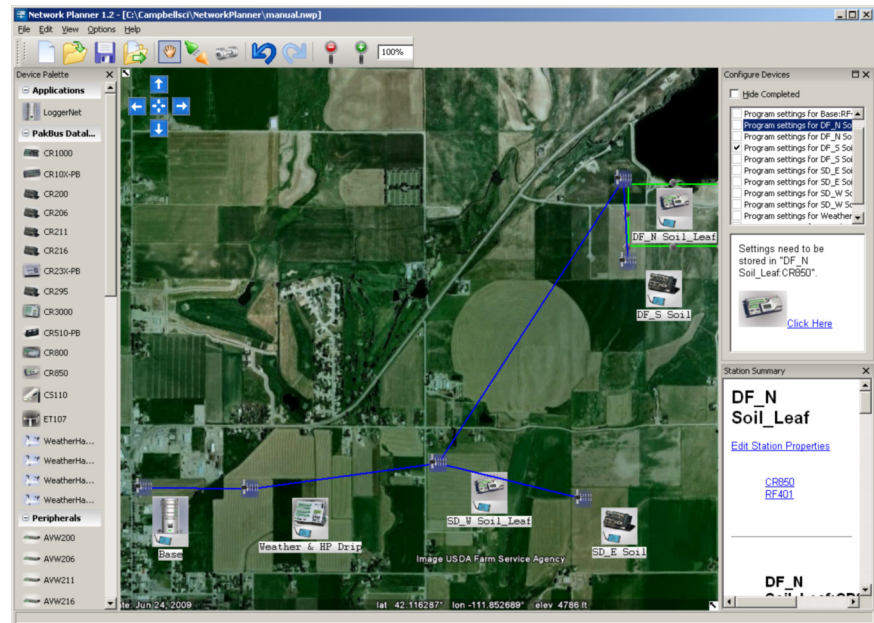 Network Planner 1.2 - [C:\Campbellsci\NetworkPlanner\manual.nwp]
File Edit View Options Help
100%
Device Palette
Applications
LoggerNet
PakBus Datal...
CR1000
CR10X-PB
CR200
CR206
CR211
CR216
CR23X-PB
CR295
CR3000
CR510-PB
CR800
CR850
CS110
ET107
WeatherHa...
WeatherHa...
WeatherHa...
WeatherHa...
Peripherals
AVW200
AVW206
AVW211
AVW216
DF_N Soil_Leaf
DF_S Soil
SD_W Soil_Leaf
Base
Weather & HP Drip
SD_E Soil
Image USDA Farm Service Agency
te: Jun 24, 2009
lat 42.116287° lon -111.852689° elev 4786 ft
Configure Devices
Hide Completed
Program settings for Base:RF
Program settings for DF_N So
Program settings for DF_N So
Program settings for DF_S Soi
Program settings for DF_S Soi
Program settings for SD_E Soi
Program settings for SD_E Soi
Program settings for SD_W So
Program settings for SD_W So
Program settings for Weather
Settings need to be
stored in "DF_N
Soil_Leaf:CR850".
Click Here
Station Summary
DF_N
Soil_Leaf
Edit Station Properties
CR850
RF401
DF_N